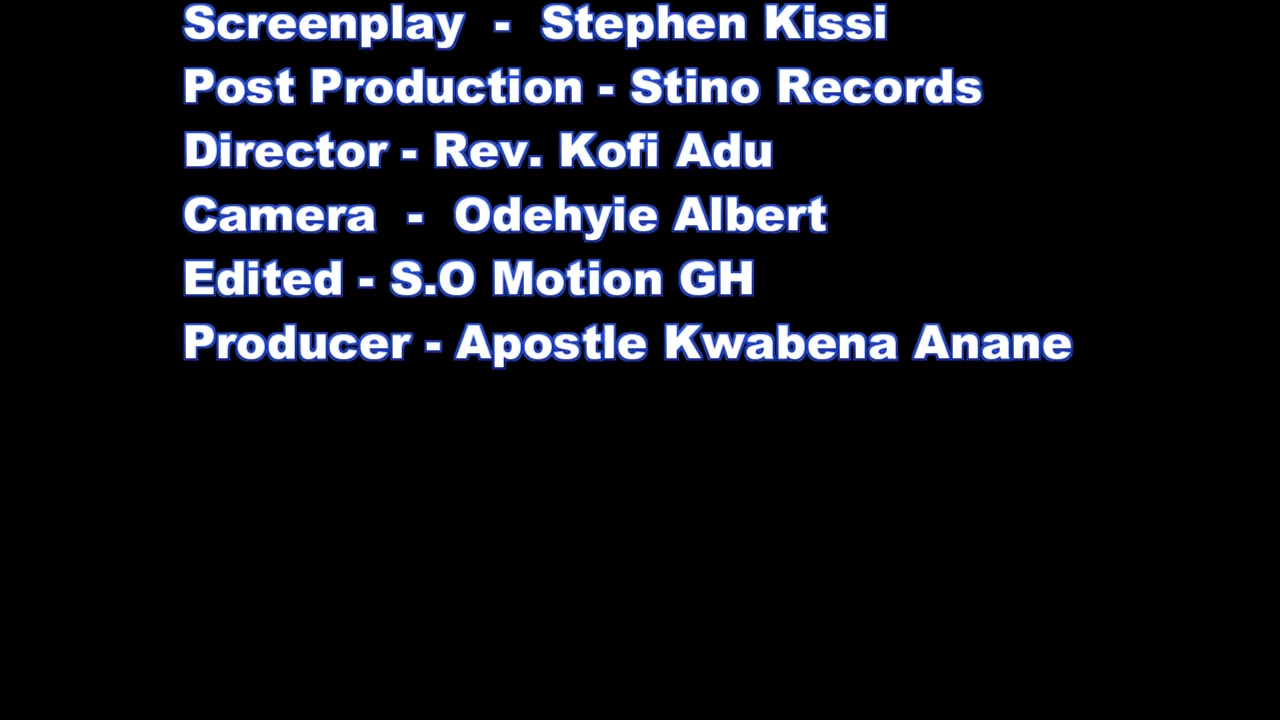 Screenplay  -  Stephen Kissi
Post Production - Stino Records
Director - Rev. Kofi Adu
Camera  -  Odehyie Albert
Edited - S.O Motion GH
Producer - Apostle Kwabena Anane